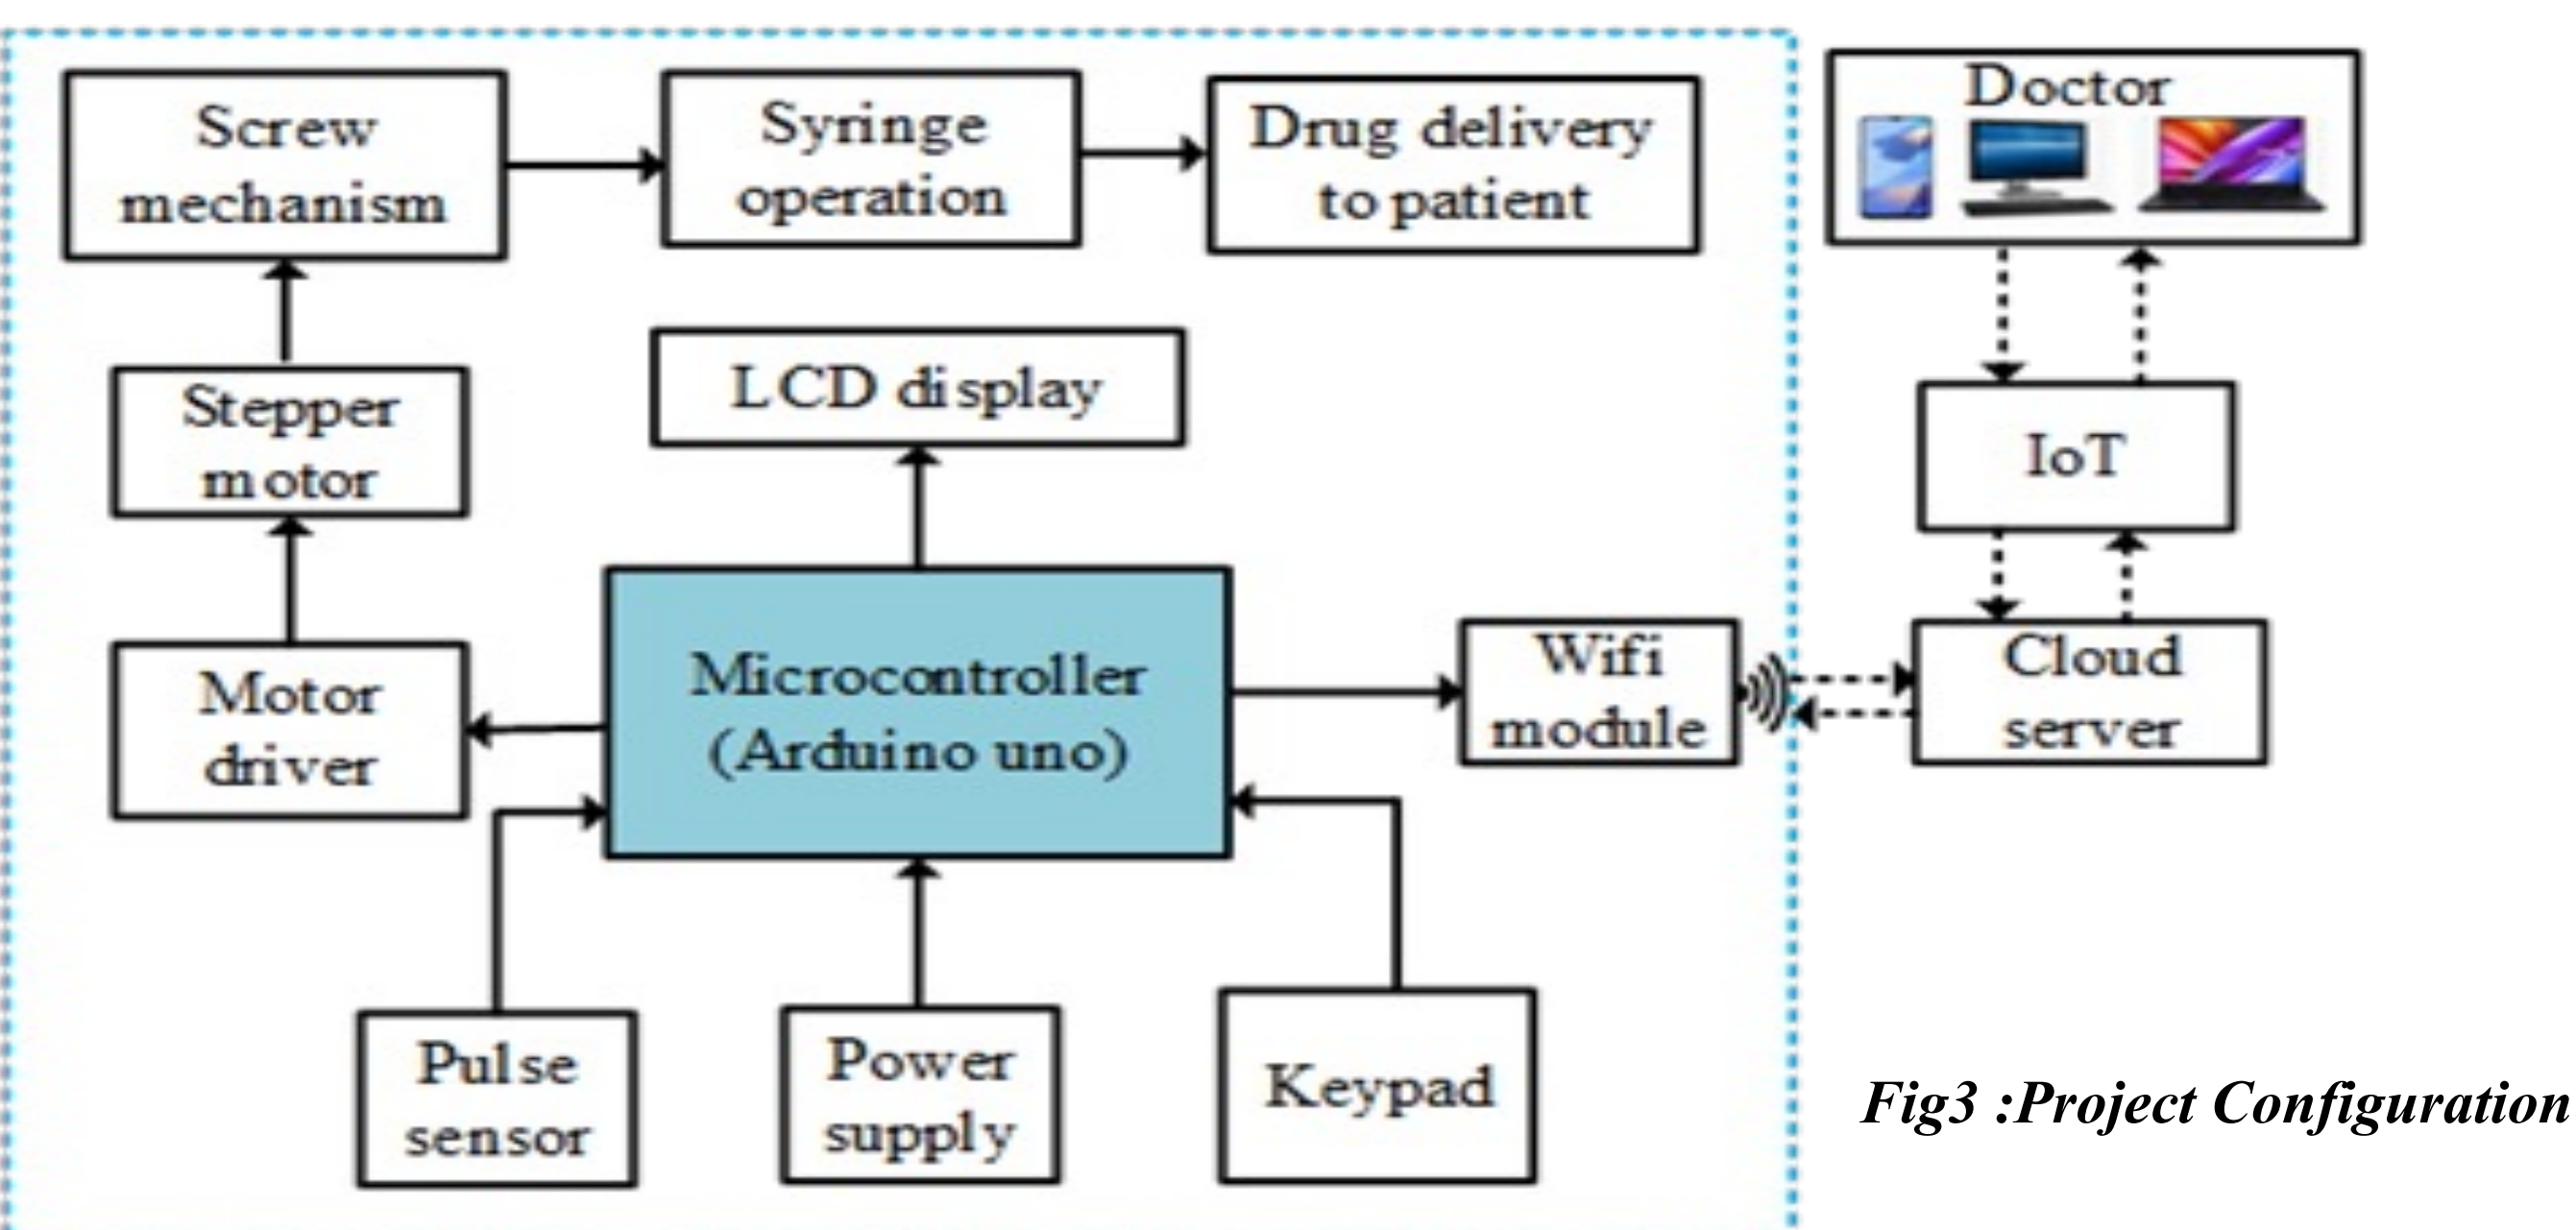 Screw
mechanism
Syringe
operation
Drug delivery
to patient
Doctor
Stepper
motor
LCD display
IoT
Motor
driver
Microcontroller
(Arduino uno)
Wifi
module
Cloud
server
Pulse
sensor
Power
supply
Keypad
Fig3 :Project Configuration